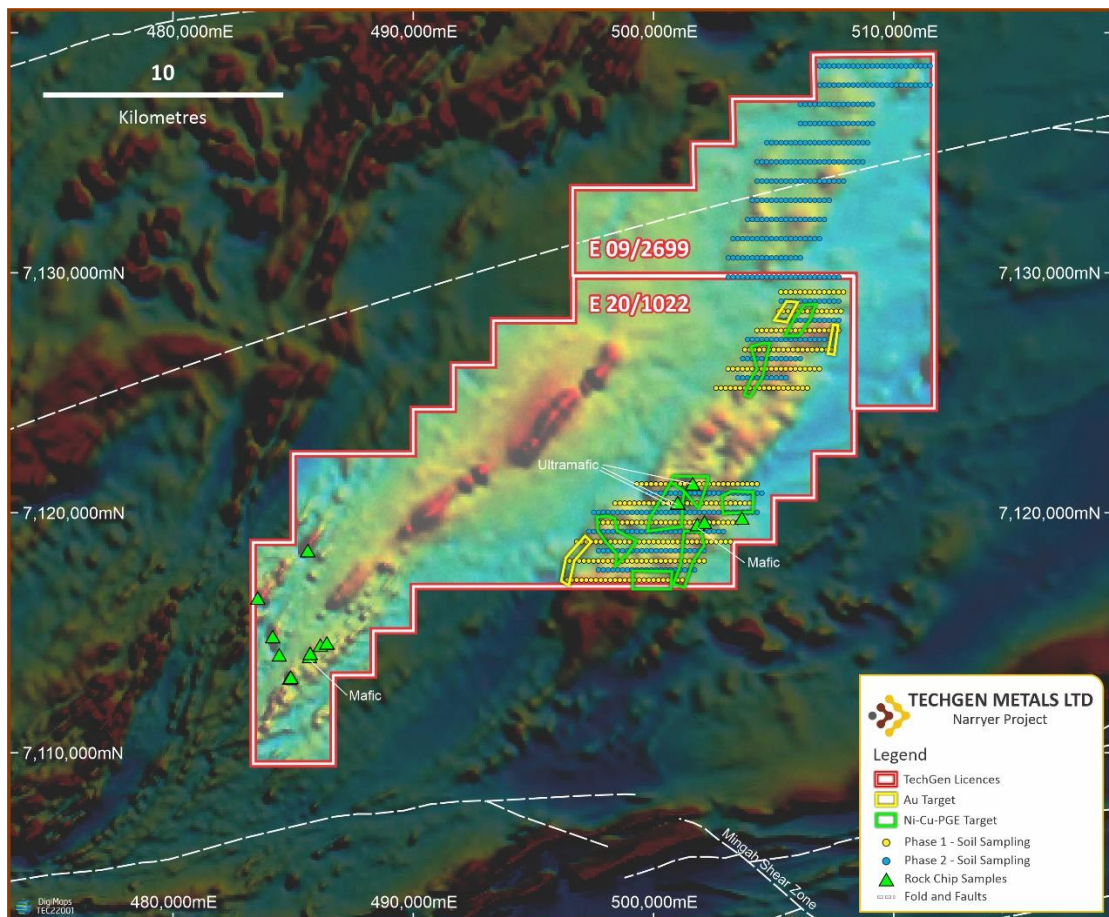 480,000mE
490,000mE
500,000mE
510,000mE
10
Kilometres
E 09/2699
7,130,000mN
7,130,000mN
E 20/1022
Ultramafic
7,120,000mN
7,120,000mN
Mafic
Mafic
7,110,000mN
TECHGEN METALS LTD
Narryer Project
Legend
TechGen Licences
Au Target
Ni-Cu-PGE Target
Phase 1 - Soil Sampling
Phase 2 - Soil Sampling
Rock Chip Samples
Fold and Faults
Mingah Shear Zone
DigiMaps
TEC22001
480,000mE
490,000mE
500,000mE